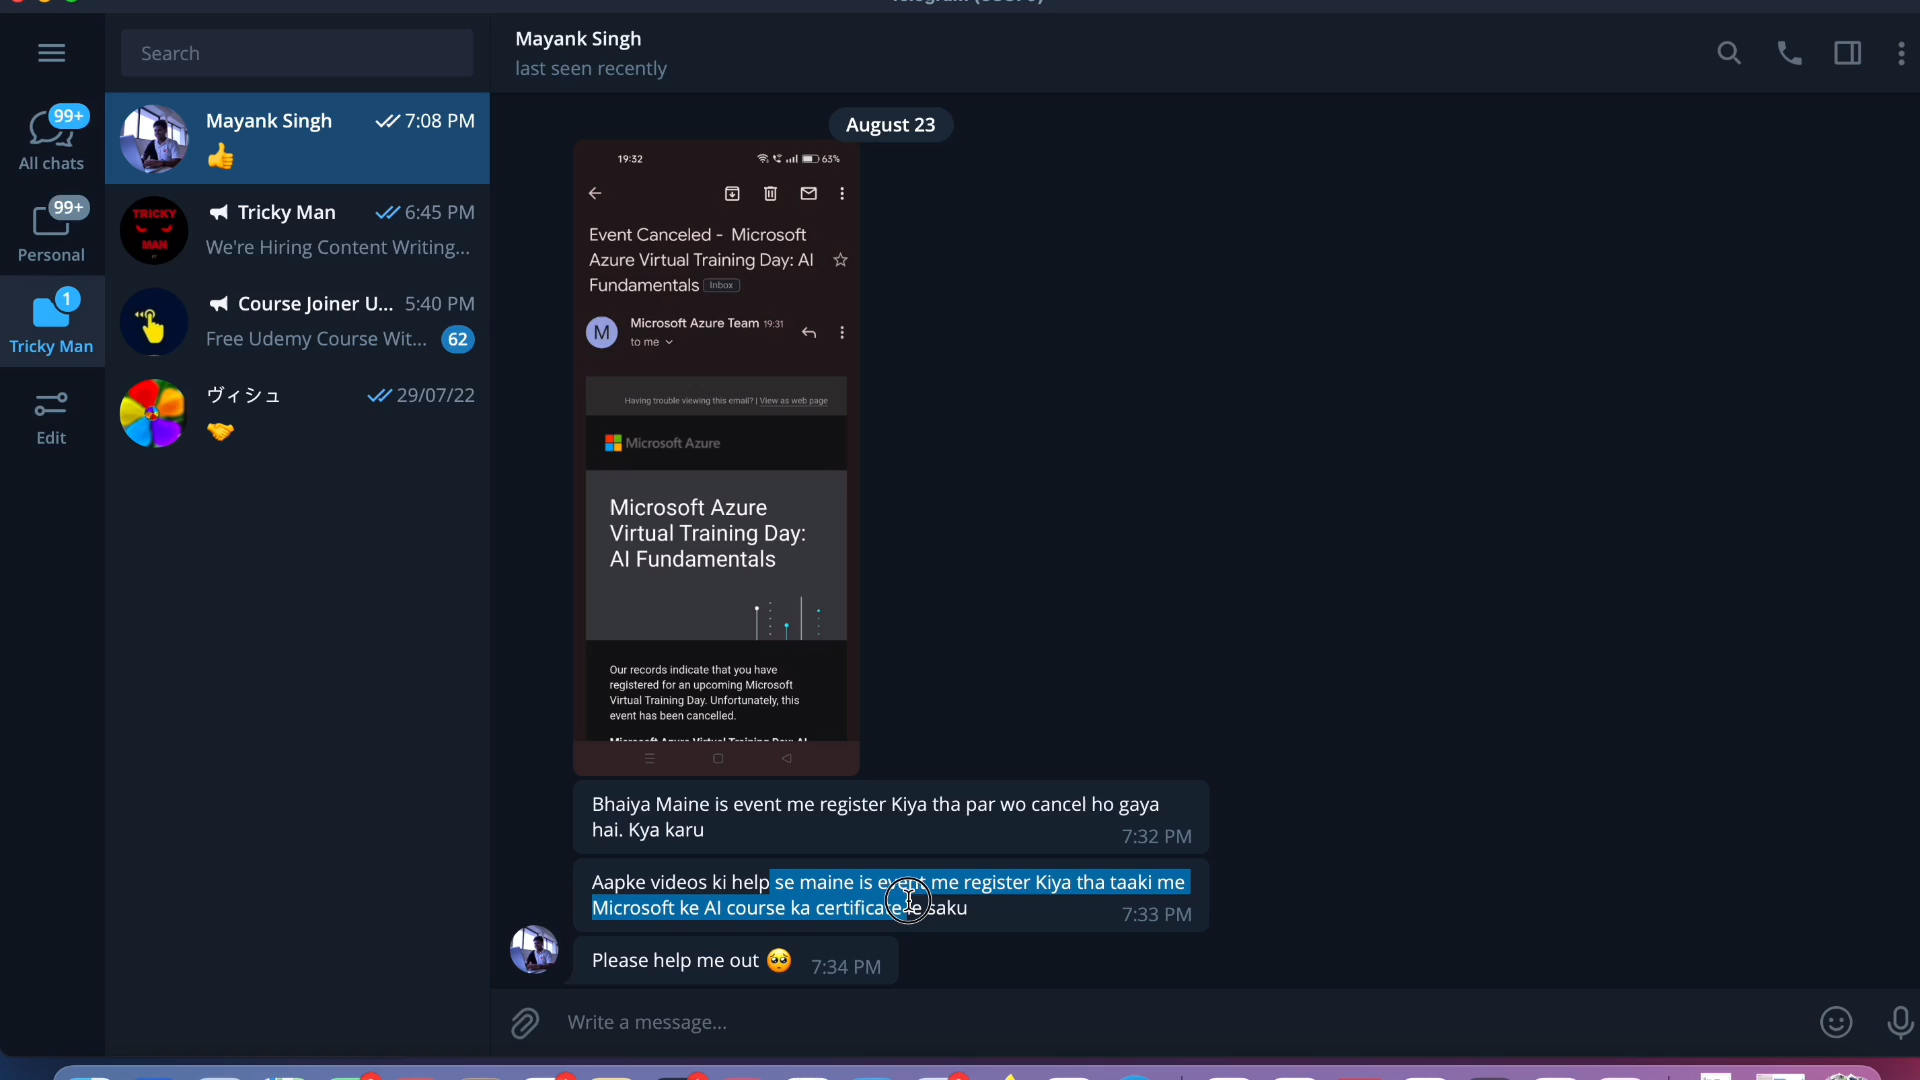 Search
Mayank Singh
last seen recently
99+
All chats
99+
Personal
1
Tricky Man
Edit
Mayank Singh 7:08 PM
👍
TRICKY
MAN
Tricky Man 6:45 PM
We're Hiring Content Writing...
Course Joiner U... 5:40 PM
Free Udemy Course Wit... 62
ヴィシュ 29/07/22
🤝
August 23
19:32 63%
Event Canceled - Microsoft
Azure Virtual Training Day: AI
Fundamentals Inbox
M
Microsoft Azure Team 19:31
to me
Having trouble viewing this email? | View as web page
Microsoft Azure
Microsoft Azure
Virtual Training Day:
AI Fundamentals
Our records indicate that you have
registered for an upcoming Microsoft
Virtual Training Day. Unfortunately, this
event has been cancelled.
Microsoft Azure Virtual Training Day: AI
Bhaiya Maine is event me register Kiya tha par wo cancel ho gaya
hai. Kya karu
7:32 PM
Aapke videos ki help se maine is event me register Kiya tha taaki me
Microsoft ke AI course ka certificate le saku
7:33 PM
Please help me out 🥺 7:34 PM
Write a message...